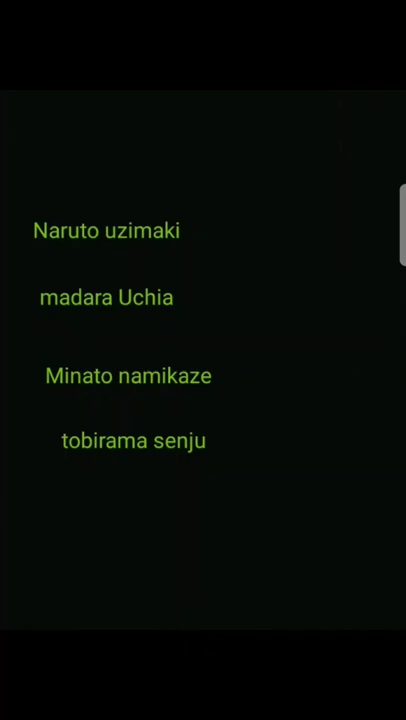 Naruto uzimaki
madara Uchia
Minato namikaze
tobirama senju